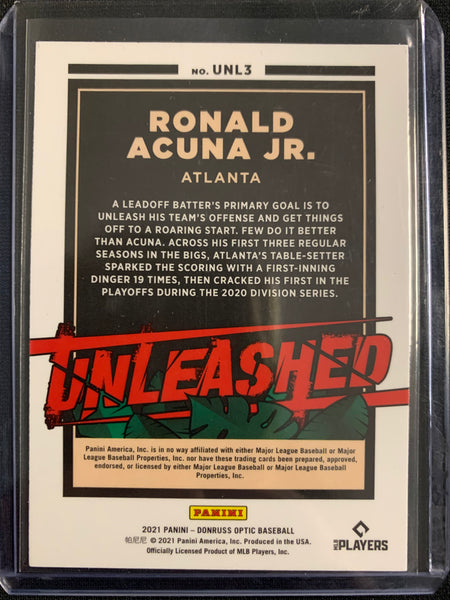 NO. UNL3
RONALD
ACUNA JR.
ATLANTA
A LEADOFF BATTER'S PRIMARY GOAL IS TO
UNLEASH HIS TEAM'S OFFENSE AND GET THINGS
OFF TO A ROARING START. FEW DO IT BETTER
THAN ACUNA. ACROSS HIS FIRST THREE REGULAR
SEASONS IN THE BIGS, ATLANTA'S TABLE-SETTER
SPARKED THE SCORING WITH A FIRST-INNING
DINGER 19 TIMES, THEN CRACKED HIS FIRST IN THE
PLAYOFFS DURING THE 2020 DIVISION SERIES.
UNLEASHED
Panini America, Inc. is in no way affiliated with either Major League Baseball or Major
League Baseball Properties, Inc. nor have these trading cards been prepared, approved,
endorsed, or licensed by either Major League Baseball or Major League Baseball
Properties, Inc.
PANINI
2021 PANINI – DONRUSS OPTIC BASEBALL
帕尼尼 © 2021 Panini America, Inc. Produced in the USA.
Officially Licensed Product of MLB Players, Inc.
MLB PLAYERS